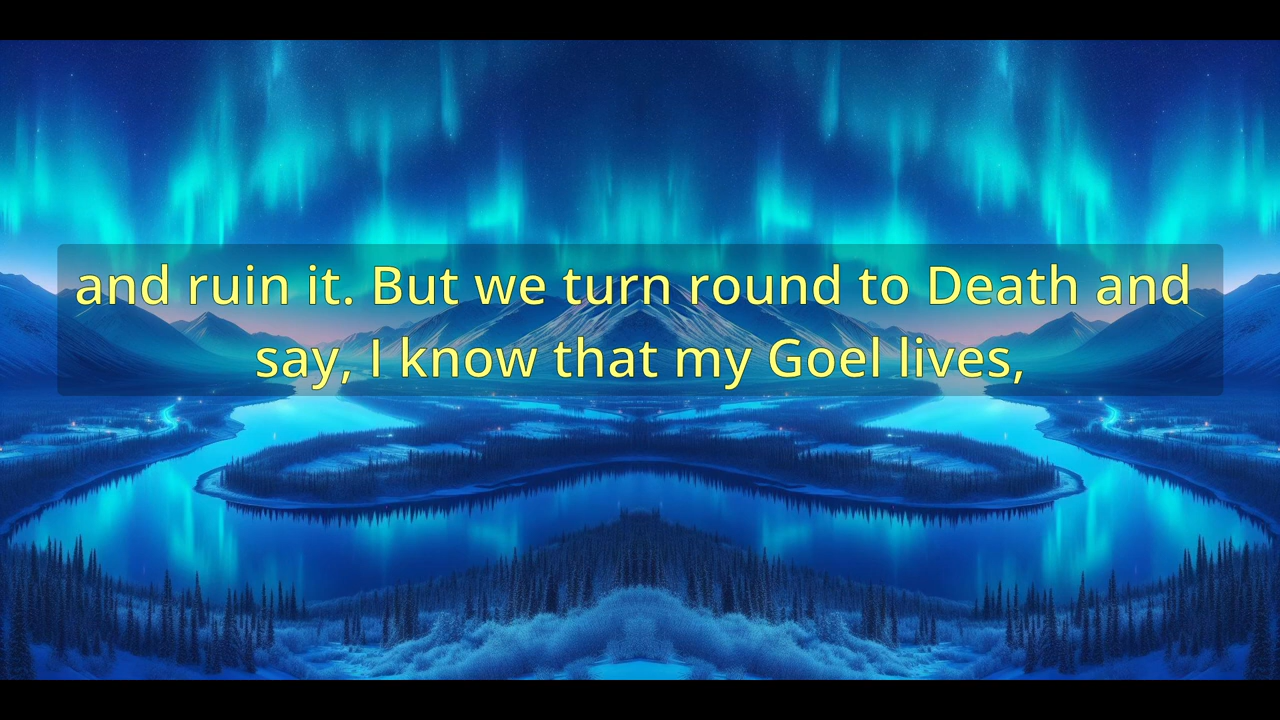 and ruin it. But we turn round to Death and
say, I know that my Goel lives,